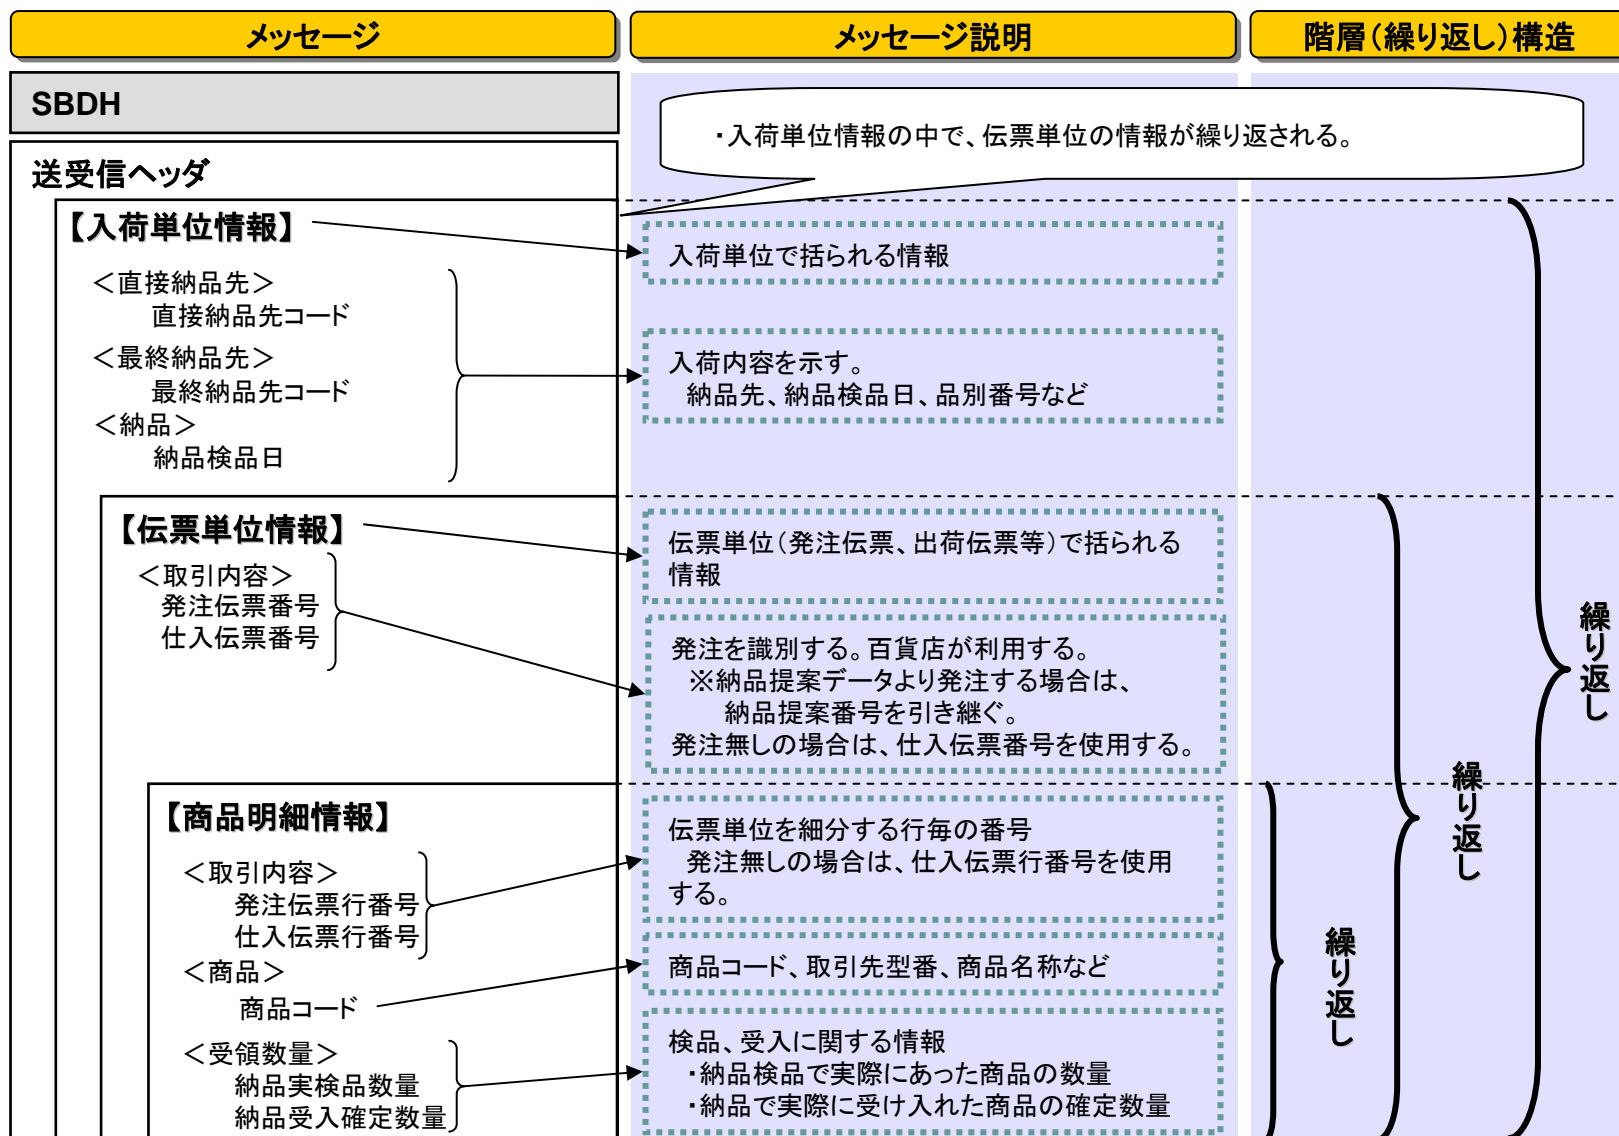 メッセージ
メッセージ説明
階層(繰り返し)構造
SBDH
・入荷単位情報の中で、伝票単位の情報が繰り返される。
送受信ヘッダ
【入荷単位情報】
入荷単位で括られる情報
＜直接納品先＞
直接納品先コード
＜最終納品先＞
最終納品先コード
＜納品＞
納品検品日
入荷内容を示す。
納品先、納品検品日、品別番号など
【伝票単位情報】
伝票単位(発注伝票、出荷伝票等)で括られる
情報
＜取引内容＞
発注伝票番号
仕入伝票番号
発注を識別する。百貨店が利用する。
※納品提案データより発注する場合は、
納品提案番号を引き継ぐ。
発注無しの場合は、仕入伝票番号を使用する。
【商品明細情報】
伝票単位を細分する行毎の番号
発注無しの場合は、仕入伝票行番号を使用
する。
＜取引内容＞
発注伝票行番号
仕入伝票行番号
＜商品＞
商品コード
商品コード、取引先型番、商品名称など
＜受領数量＞
納品実検品数量
納品受入確定数量
検品、受入に関する情報
・納品検品で実際にあった商品の数量
・納品で実際に受け入れた商品の確定数量
繰り返し
繰り返し
繰り返し